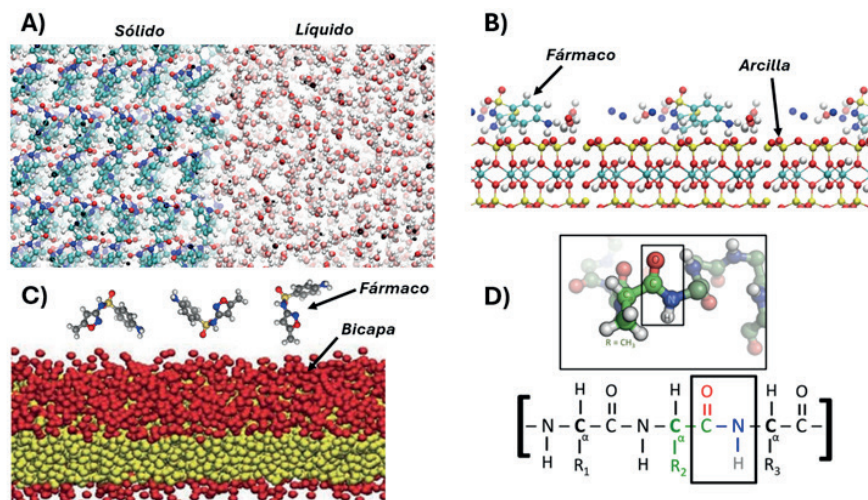 A)
Sólido
Líquido
B)
Fármaco
Arcilla
C)
Fármaco
Bicapa
D)
O
C
N
H
C
R = CH₃
H O H O H O
C C C C
N C α N C α C N C α
H R₁ H R₂ H R₃